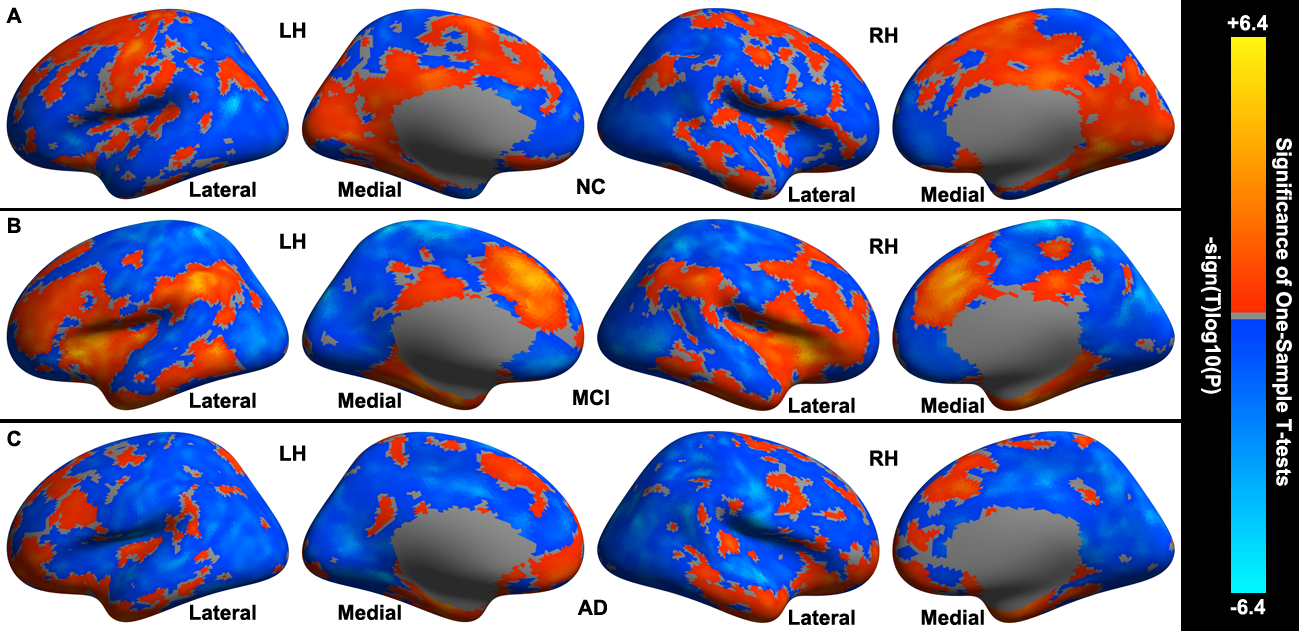 A
LH
RH
Lateral
Medial
NC
Lateral
Medial
B
LH
RH
Lateral
Medial
MCI
Lateral
Medial
C
LH
RH
Lateral
Medial
AD
Lateral
Medial
+6.4
Significance of One-Sample T-tests
-sign(T)log10(P)
-6.4